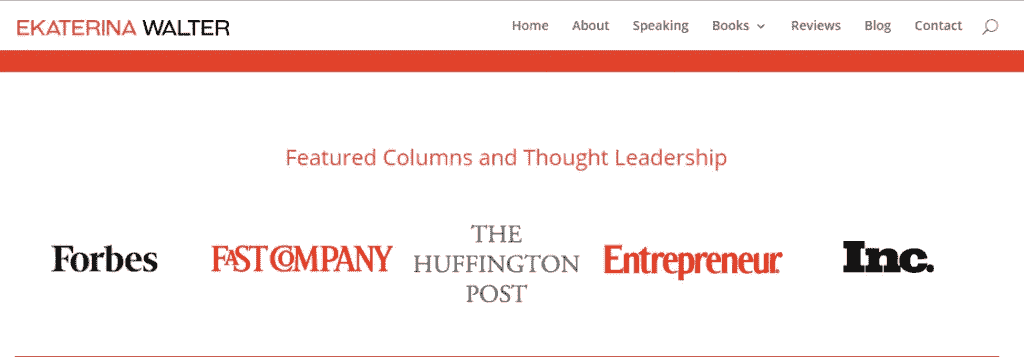 EKATERINA WALTER
Home About Speaking Books Reviews Blog Contact
Featured Columns and Thought Leadership
Forbes
FAST COMPANY
THE
HUFFINGTON
POST
Entrepreneur
Inc.